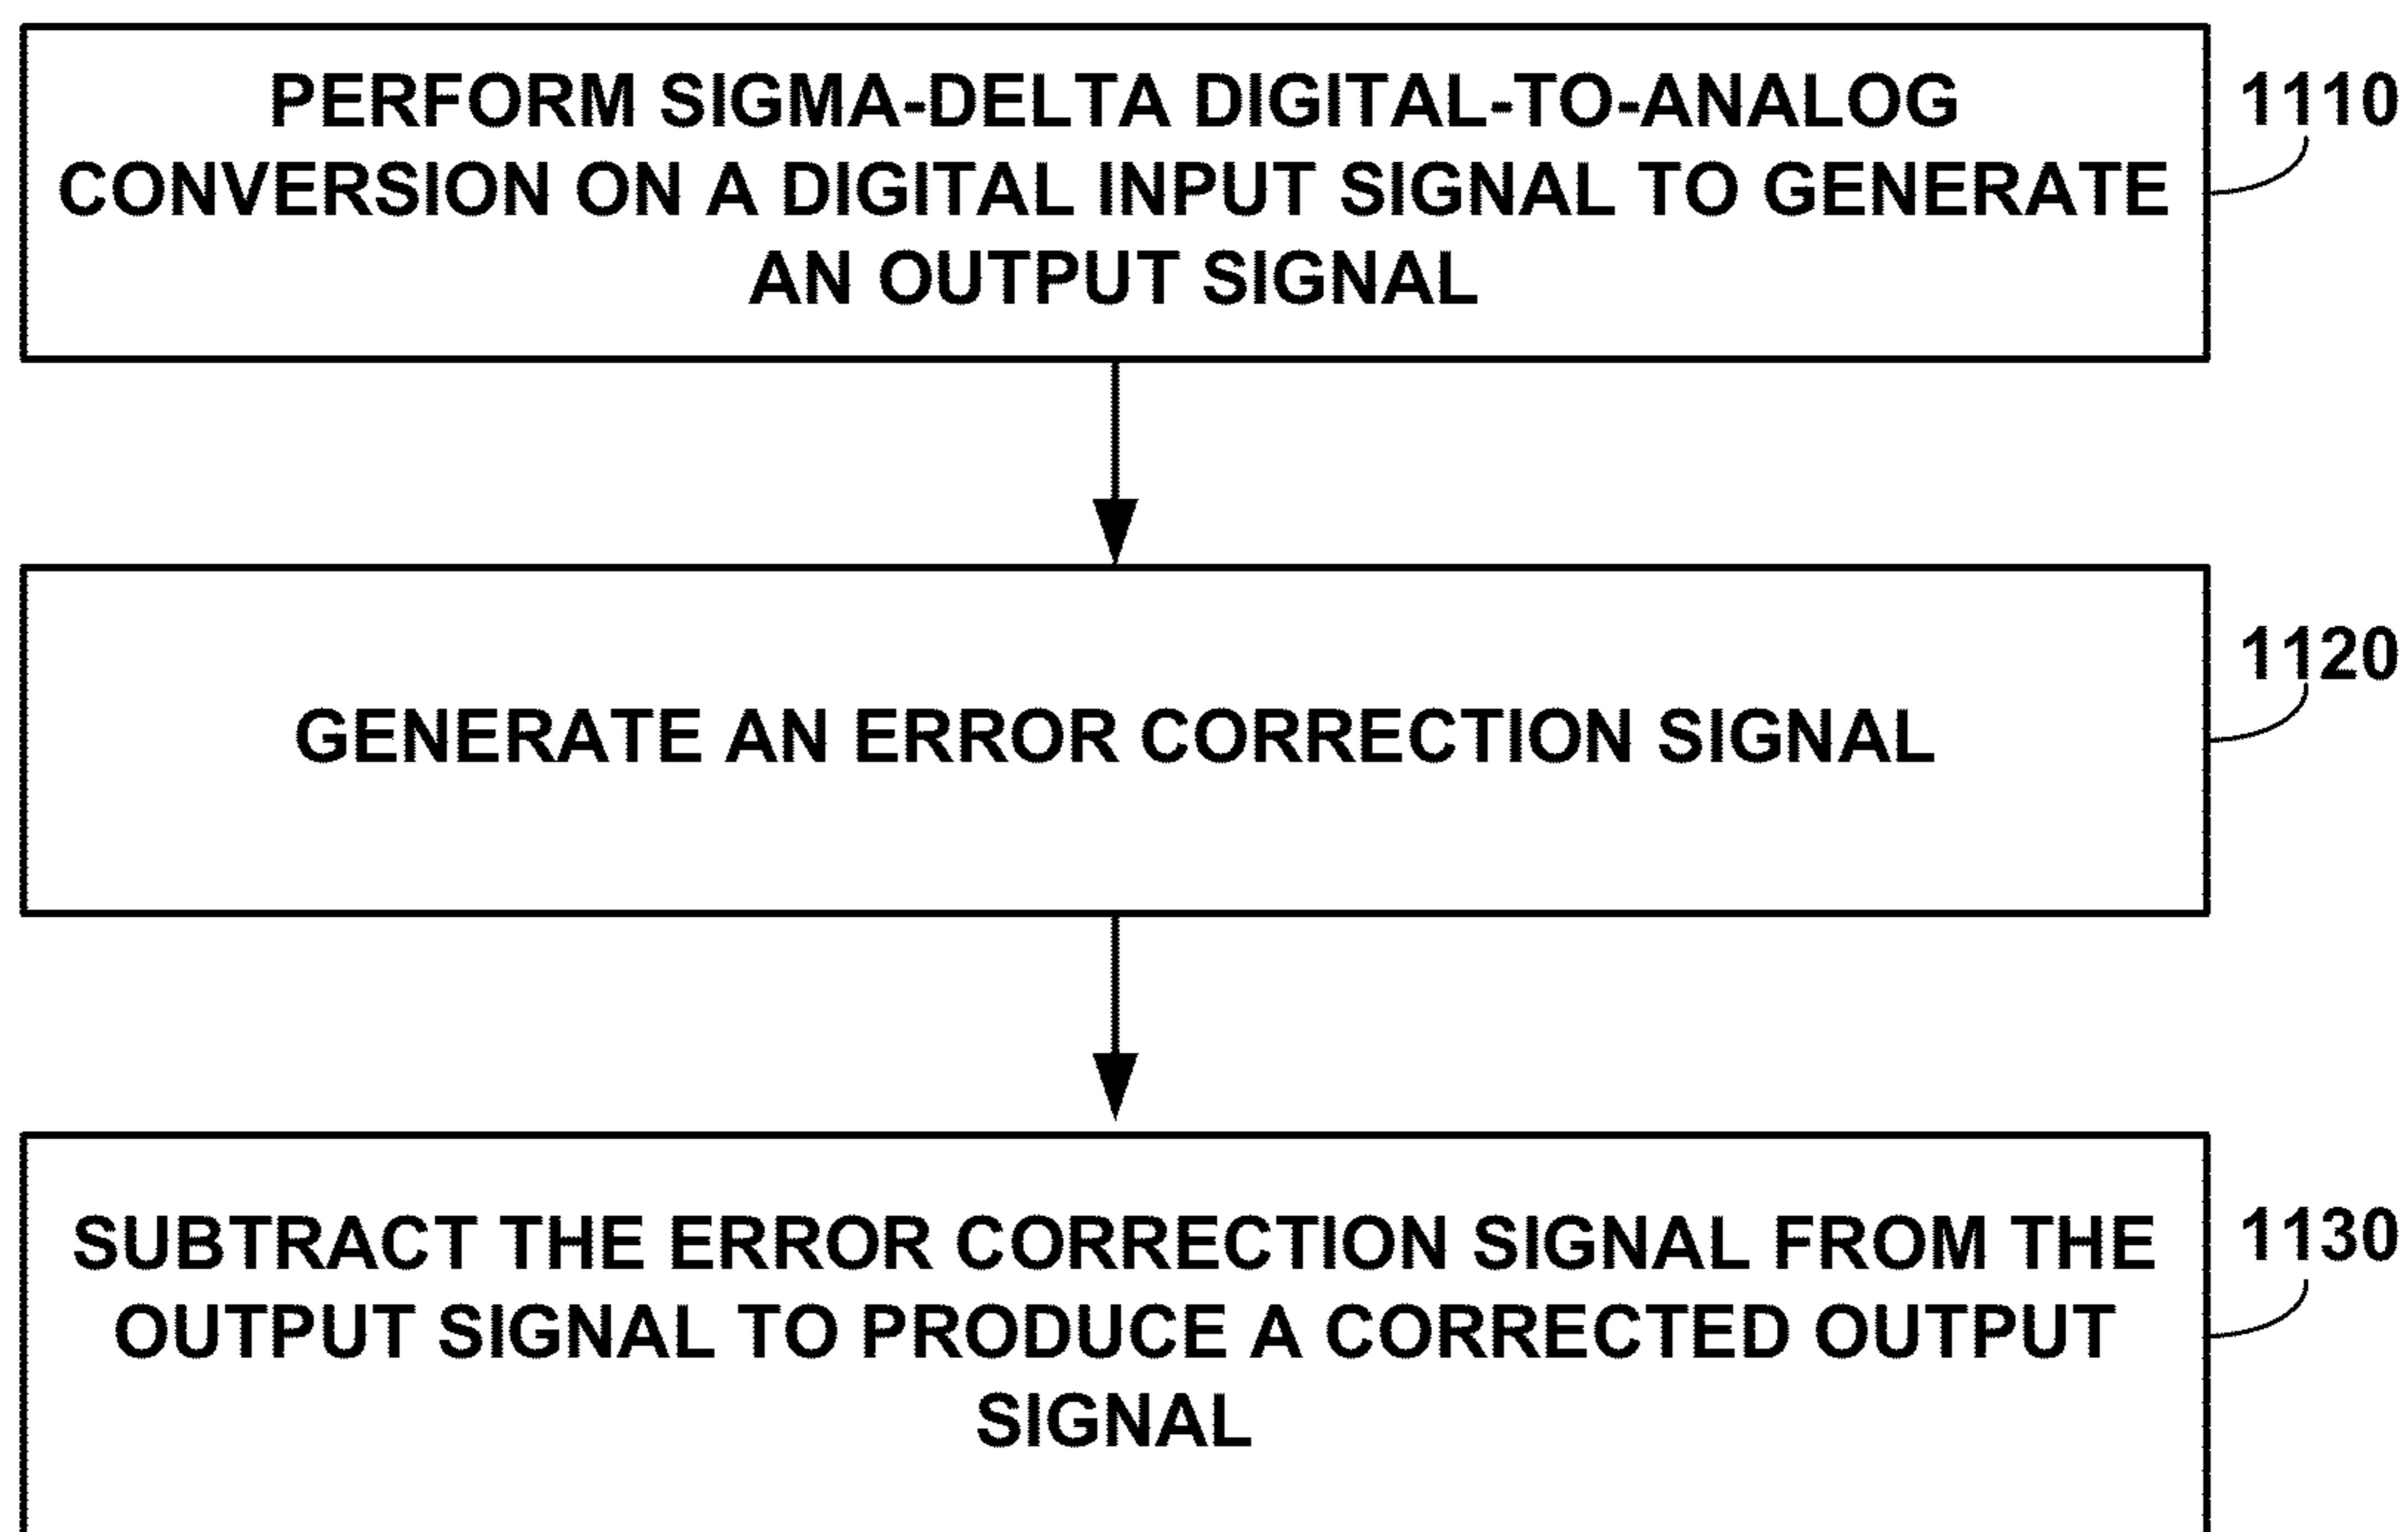 PERFORM SIGMA-DELTA DIGITAL-TO-ANALOG
CONVERSION ON A DIGITAL INPUT SIGNAL TO GENERATE
AN OUTPUT SIGNAL
1110
GENERATE AN ERROR CORRECTION SIGNAL
1120
SUBTRACT THE ERROR CORRECTION SIGNAL FROM THE
OUTPUT SIGNAL TO PRODUCE A CORRECTED OUTPUT
SIGNAL
1130